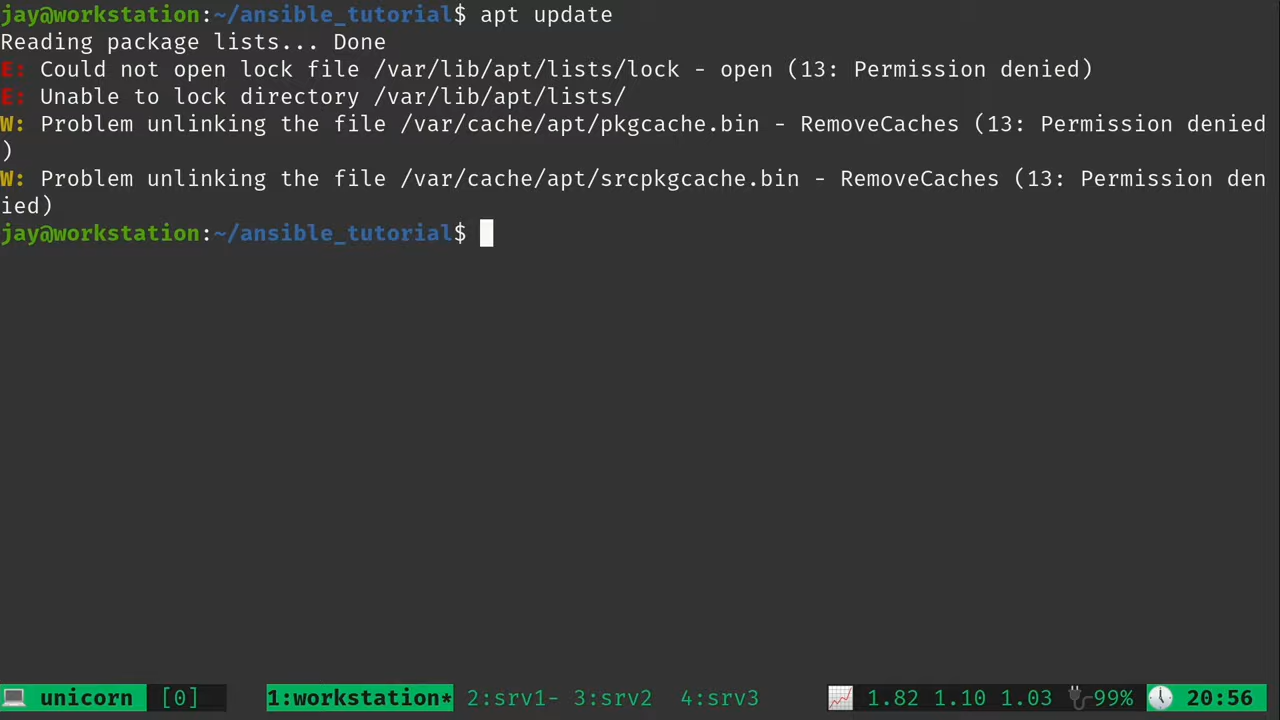 jay@workstation:~/ansible_tutorial$ apt update
Reading package lists... Done
E: Could not open lock file /var/lib/apt/lists/lock - open (13: Permission denied)
E: Unable to lock directory /var/lib/apt/lists/
W: Problem unlinking the file /var/cache/apt/pkgcache.bin - RemoveCaches (13: Permission denied
)
W: Problem unlinking the file /var/cache/apt/srcpkgcache.bin - RemoveCaches (13: Permission den
ied)
jay@workstation:~/ansible_tutorial$
unicorn [0] 1:workstation* 2:srv1- 3:srv2 4:srv3 1.82 1.10 1.03 99% 20:56